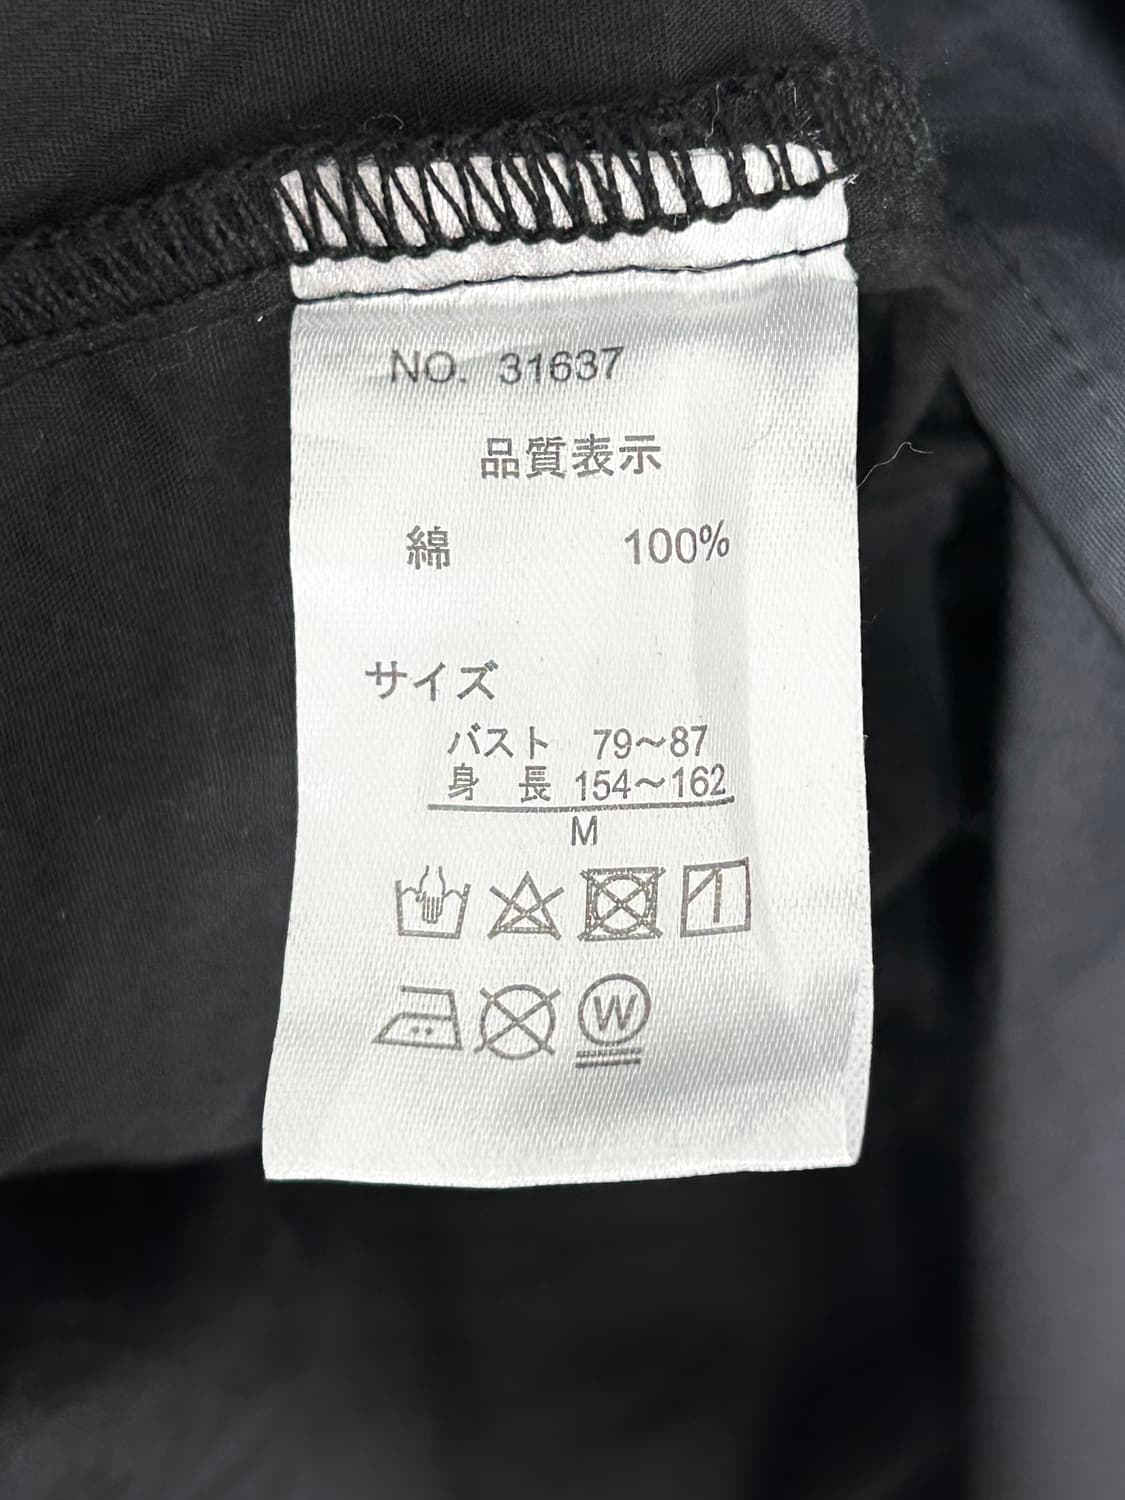 NO. 31637
品質表示
綿 100%
サイズ
バスト 79～87
身 長 154～162
M
W